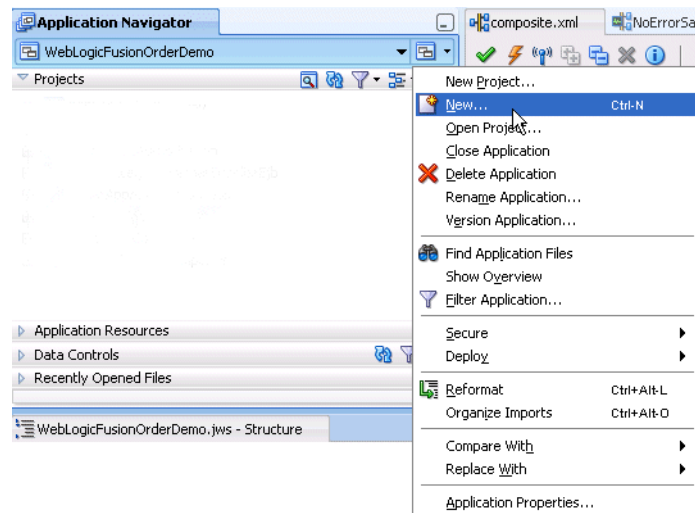 Application Navigator
composite.xml
NoErrorSa
WebLogicFusionOrderDemo
Projects
New Project...
New... Ctrl-N
Open Project...
Close Application
Delete Application
Rename Application...
Version Application...
Find Application Files
Show Overview
Filter Application...
Application Resources
Secure
Data Controls
Deploy
Recently Opened Files
Reformat Ctrl+Alt-L
Organize Imports Ctrl+Alt-O
WebLogicFusionOrderDemo.jws - Structure
Compare With
Replace With
Application Properties...